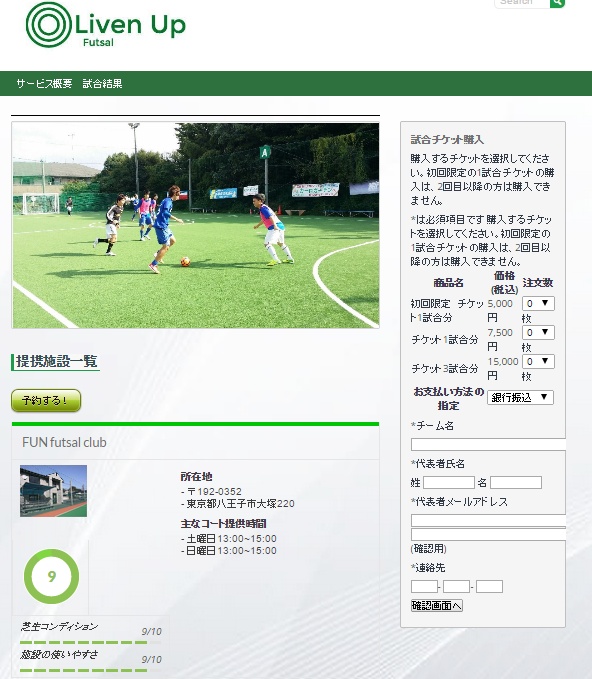 Liven Up
Futsal
Search
サービス概要 試合結果
A
提携施設一覧
予約する!
FUN futsal club
所在地
- 〒192-0352
- 東京都八王子市大塚220
主なコート提供時間
- 土曜日13:00~15:00
- 日曜日13:00~15:00
9
芝生コンディション 9/10
施設の使いやすさ 9/10
試合チケット購入
購入するチケットを選択してくださ
い。初回限定の1試合チケットの購
入は、2回目以降の方は購入でき
ません。
*は必須項目です 購入するチケッ
トを選択してください。初回限定の
1試合チケットの購入は、2回目以
降の方は購入できません。
商品名 価格(税込) 注文数
初回限定 チケット1試合分 5,000円 0 枚
チケット1試合分 7,500円 0 枚
チケット3試合分 15,000円 0 枚
お支払い方法の指定 銀行振込
*チーム名
*代表者氏名
姓 名
*代表者メールアドレス
(確認用)
*連絡先
- -
確認画面へ